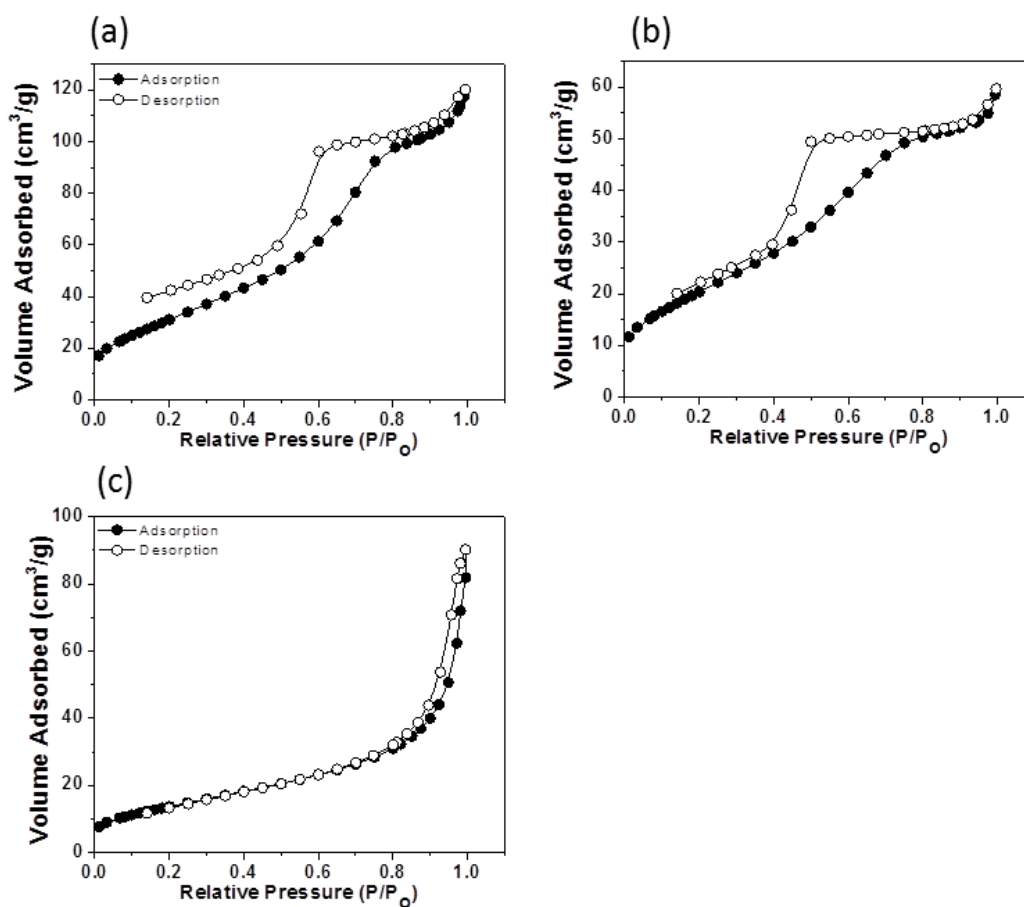 (a)
Volume Adsorbed (cm³/g)
120
100
80
60
40
20
0
Adsorption
Desorption
0.0 0.2 0.4 0.6 0.8 1.0
Relative Pressure (P/P_O)
(b)
Volume Adsorbed (cm³/g)
60
50
40
30
20
10
0
0.0 0.2 0.4 0.6 0.8 1.0
Relative Pressure (P/P_O)
(c)
Volume Adsorbed (cm³/g)
100
80
60
40
20
0
Adsorption
Desorption
0.0 0.2 0.4 0.6 0.8 1.0
Relative Pressure (P/P_O)